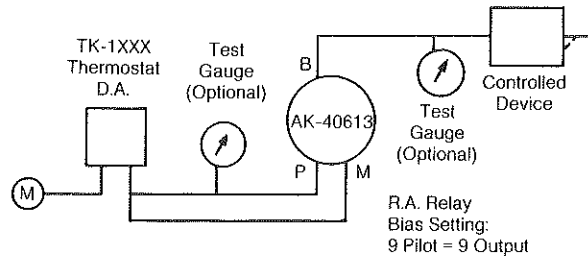 TK-1XXX
Thermostat
D.A.
Test
Gauge
(Optional)
B
AK-40613
P
M
M
Test
Gauge
(Optional)
Controlled
Device
R.A. Relay
Bias Setting:
9 Pilot = 9 Output